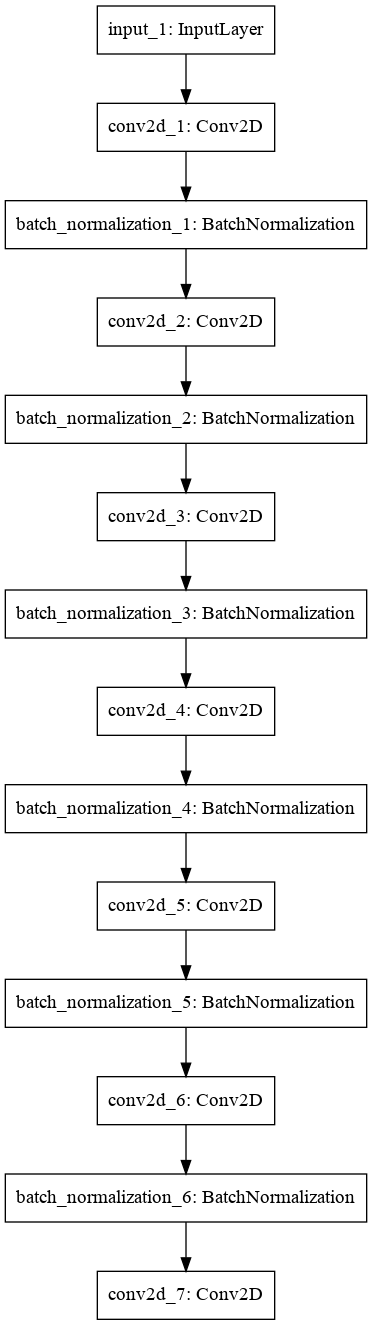 input_1: InputLayer
conv2d_1: Conv2D
batch_normalization_1: BatchNormalization
conv2d_2: Conv2D
batch_normalization_2: BatchNormalization
conv2d_3: Conv2D
batch_normalization_3: BatchNormalization
conv2d_4: Conv2D
batch_normalization_4: BatchNormalization
conv2d_5: Conv2D
batch_normalization_5: BatchNormalization
conv2d_6: Conv2D
batch_normalization_6: BatchNormalization
conv2d_7: Conv2D